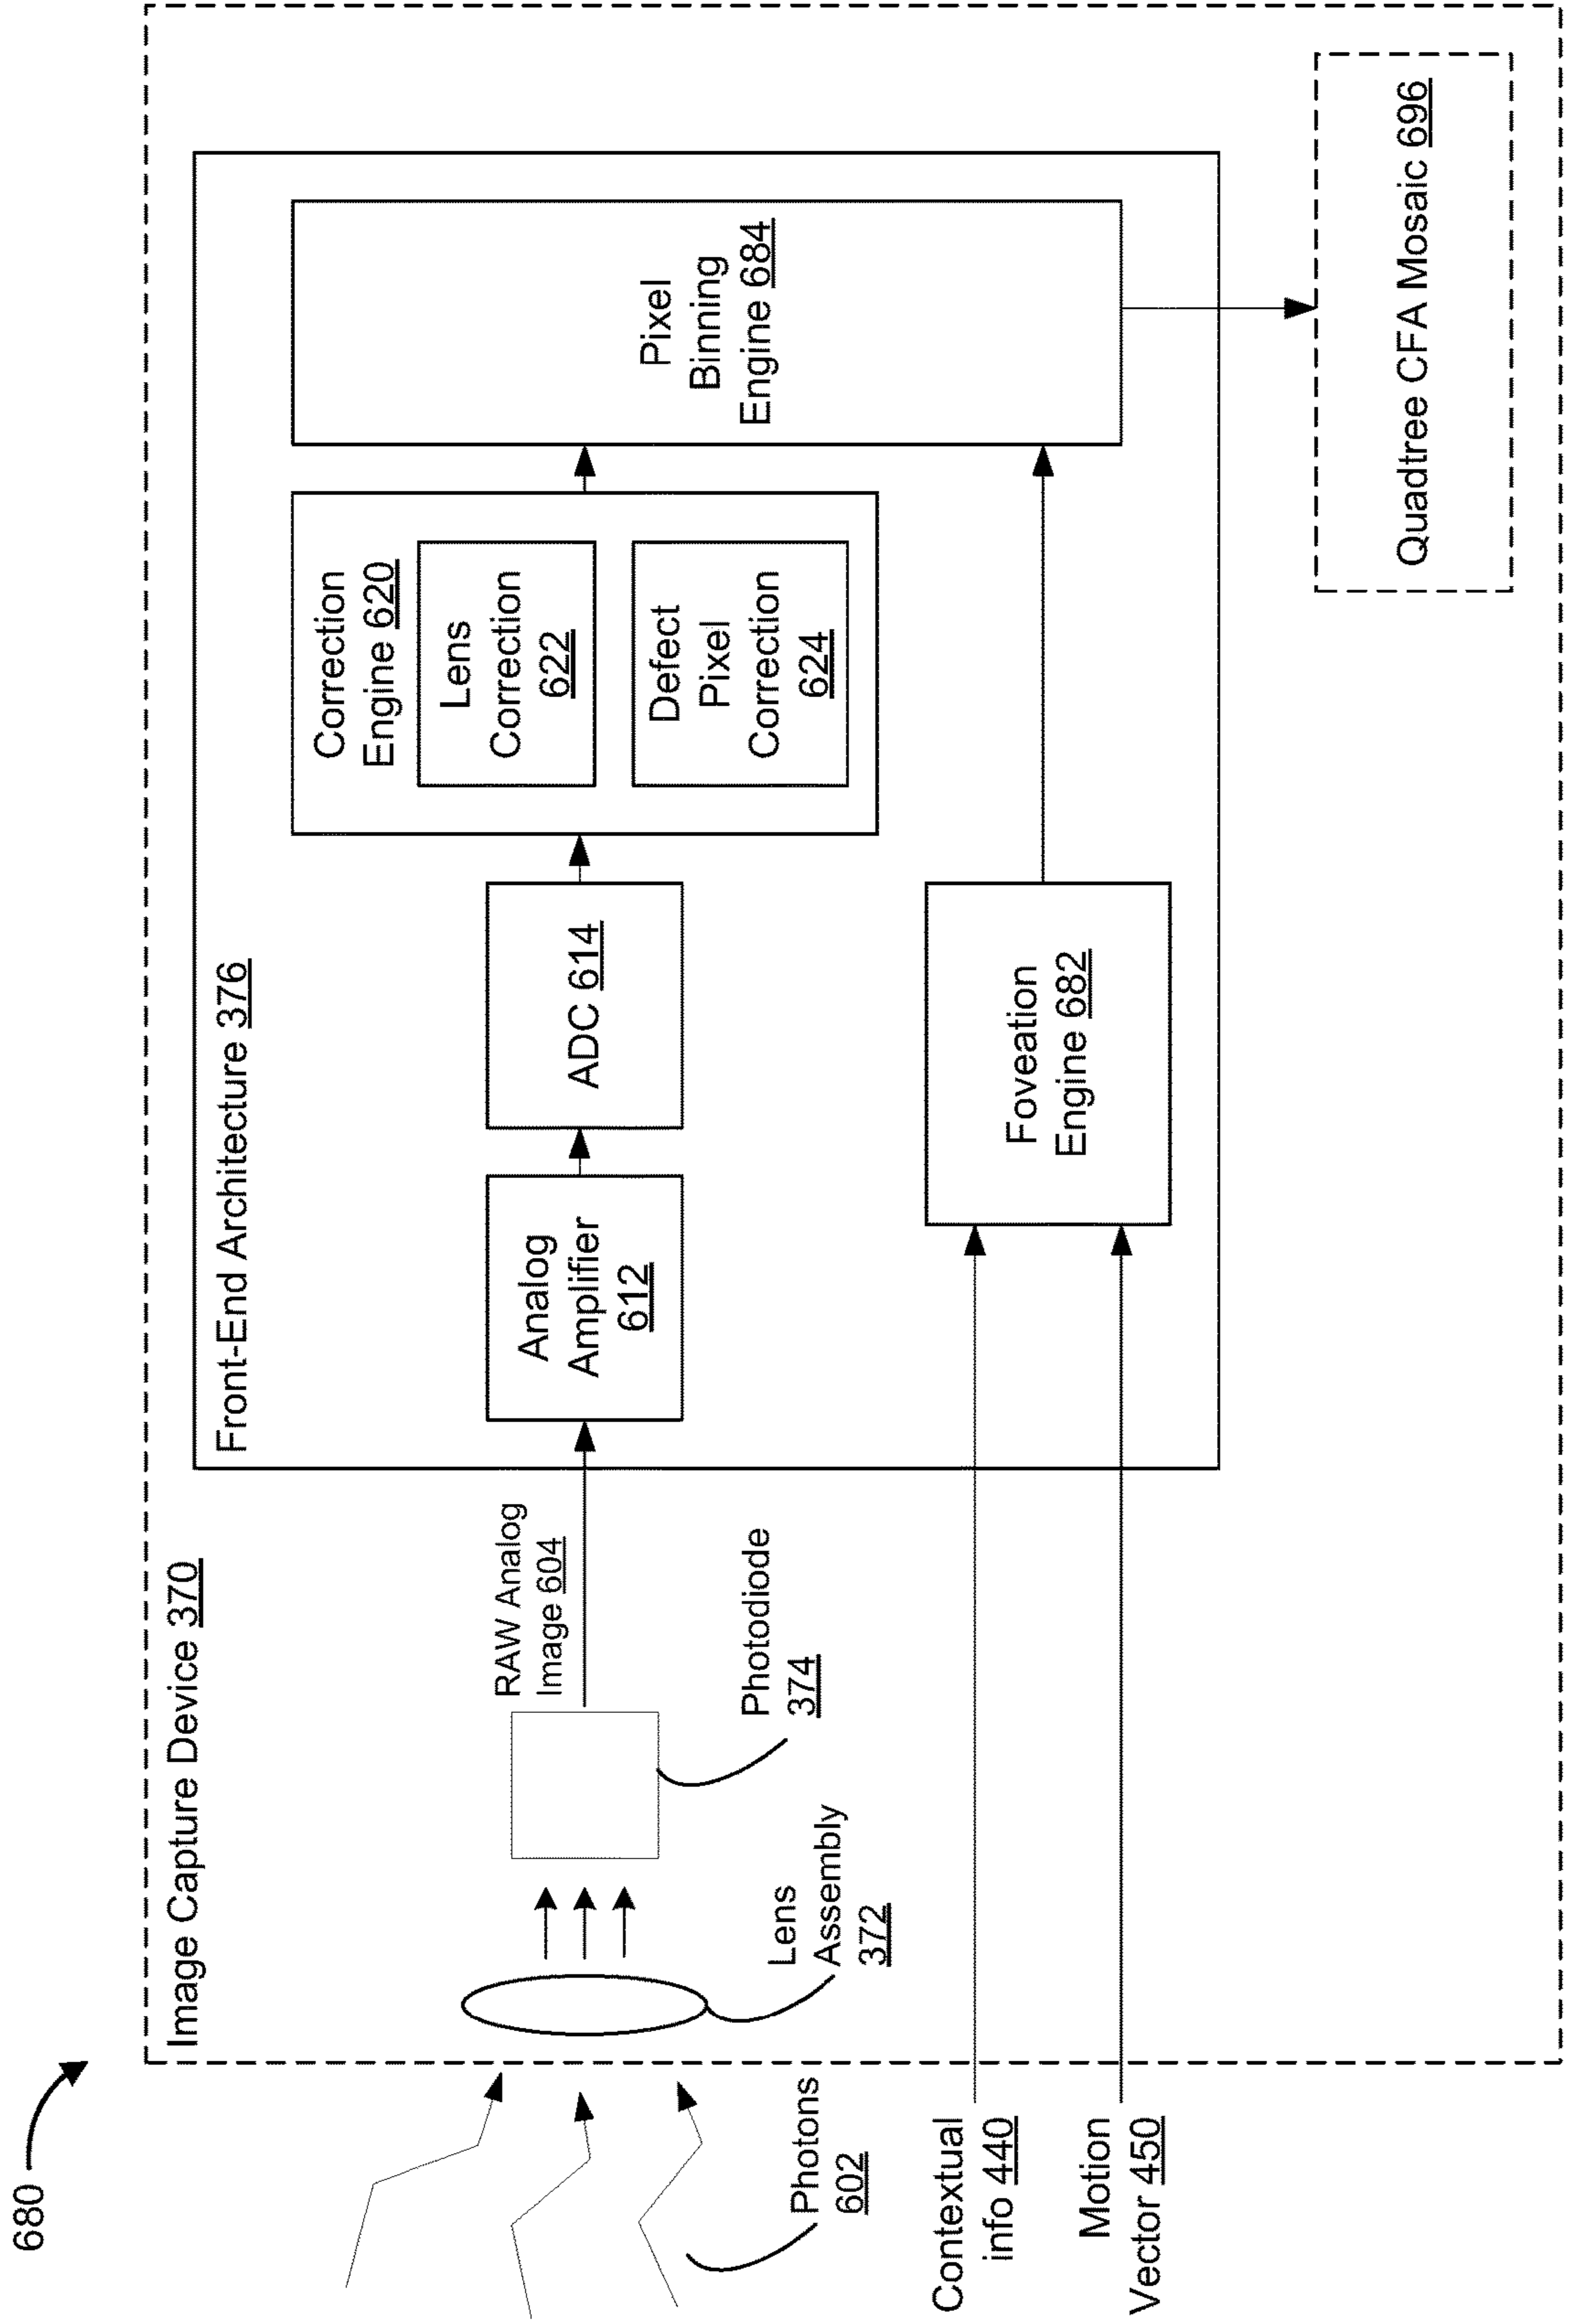 680
Image Capture Device 370
Front-End Architecture 376
Photons
602
Lens
Assembly
372
Photodiode
374
RAW Analog
Image 604
Analog
Amplifier
612
ADC 614
Correction
Engine 620
Lens
Correction
622
Defect
Pixel
Correction
624
Pixel
Binning
Engine 684
Contextual
info 440
Motion
Vector 450
Foveation
Engine 682
Quadtree CFA Mosaic 696